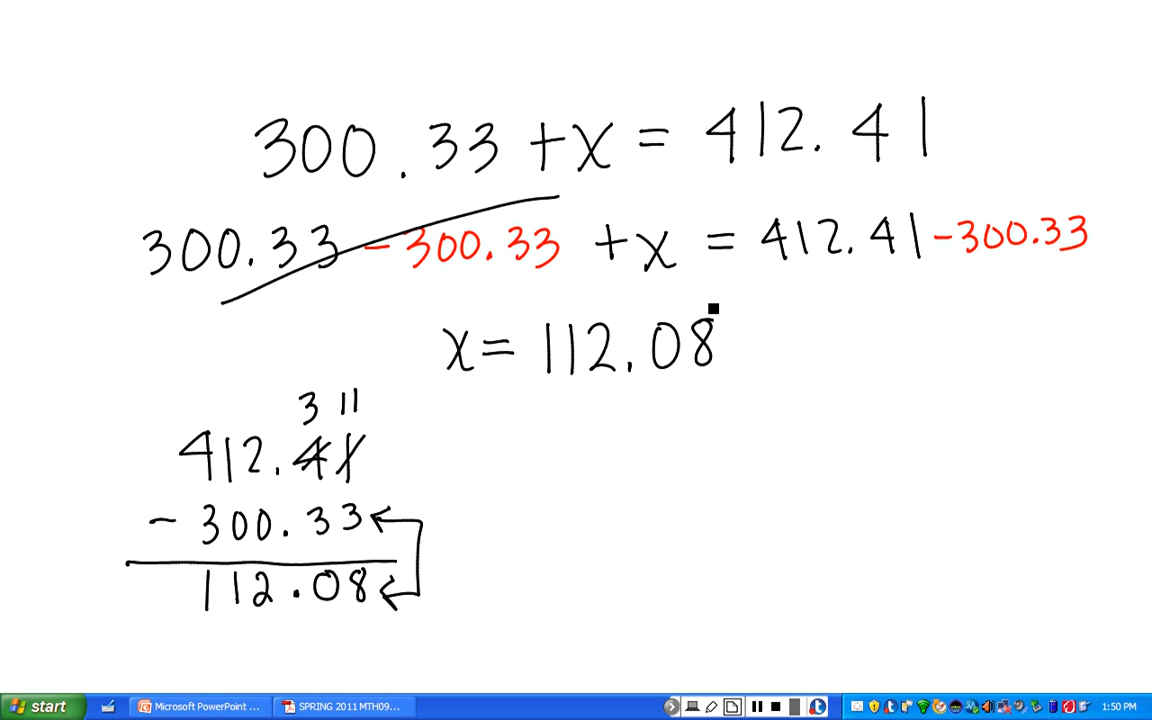 300.33 + x = 412.41
300.33 - 300.33 + x = 412.41 - 300.33
x = 112.08
3 11
412.41
- 300.33
112.08
start Microsoft PowerPoint ... SPRING 2011 MTH09... 1:50 PM